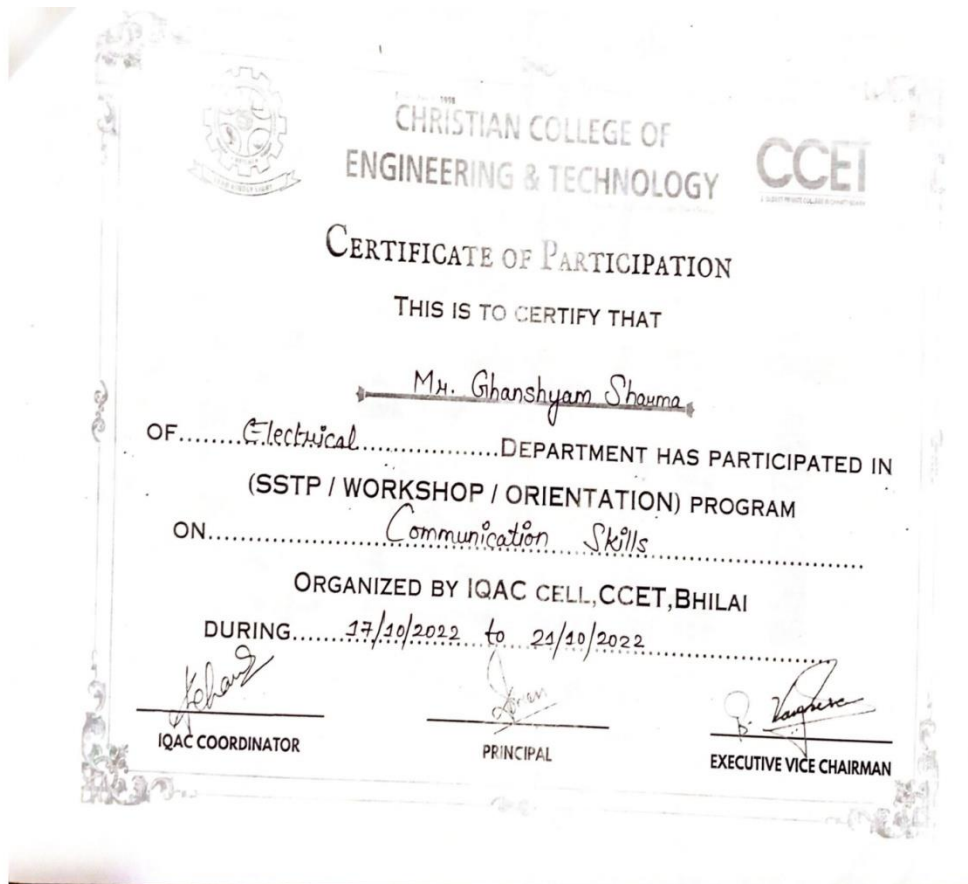 1998
CHRISTIAN COLLEGE OF
ENGINEERING & TECHNOLOGY
CCET
CERTIFICATE OF PARTICIPATION
THIS IS TO CERTIFY THAT
Mr. Ghanshyam Sharma
OF........Electrical...................DEPARTMENT HAS PARTICIPATED IN
(SSTP / WORKSHOP / ORIENTATION) PROGRAM
ON..................Communication Skills..............................
ORGANIZED BY IQAC CELL,CCET,BHILAI
DURING......17/10/2022 to 21/10/2022..........................
IQAC COORDINATOR
PRINCIPAL
EXECUTIVE VICE CHAIRMAN